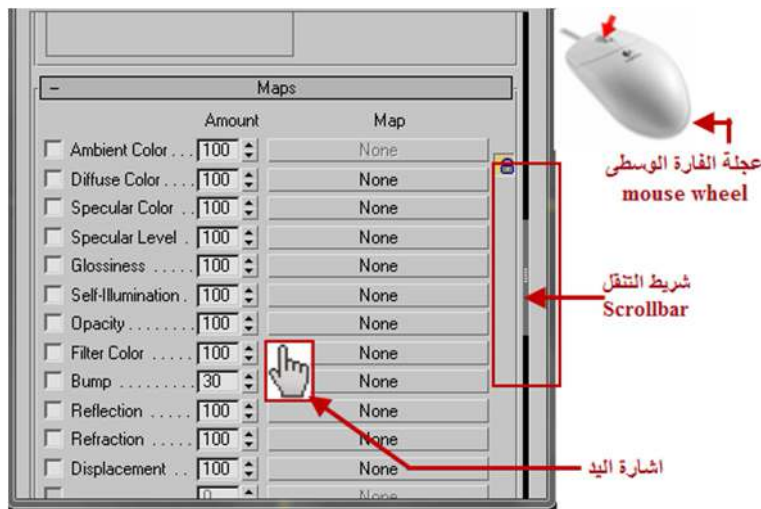 Maps
Amount Map
Ambient Color . . . 100 None
Diffuse Color . . . . 100 None
Specular Color . . 100 None
Specular Level . 100 None
Glossiness . . . . . 100 None
Self-Illumination . 100 None
Opacity . . . . . . . . 100 None
Filter Color . . . . . 100 None
Bump . . . . . . . . . 30 None
Reflection . . . . . 100 None
Refraction . . . . . 100 None
Displacement . . 100 None
0 None
عجلة الفارة الوسطى
mouse wheel
شريط التنقل
Scrollbar
اشارة اليد